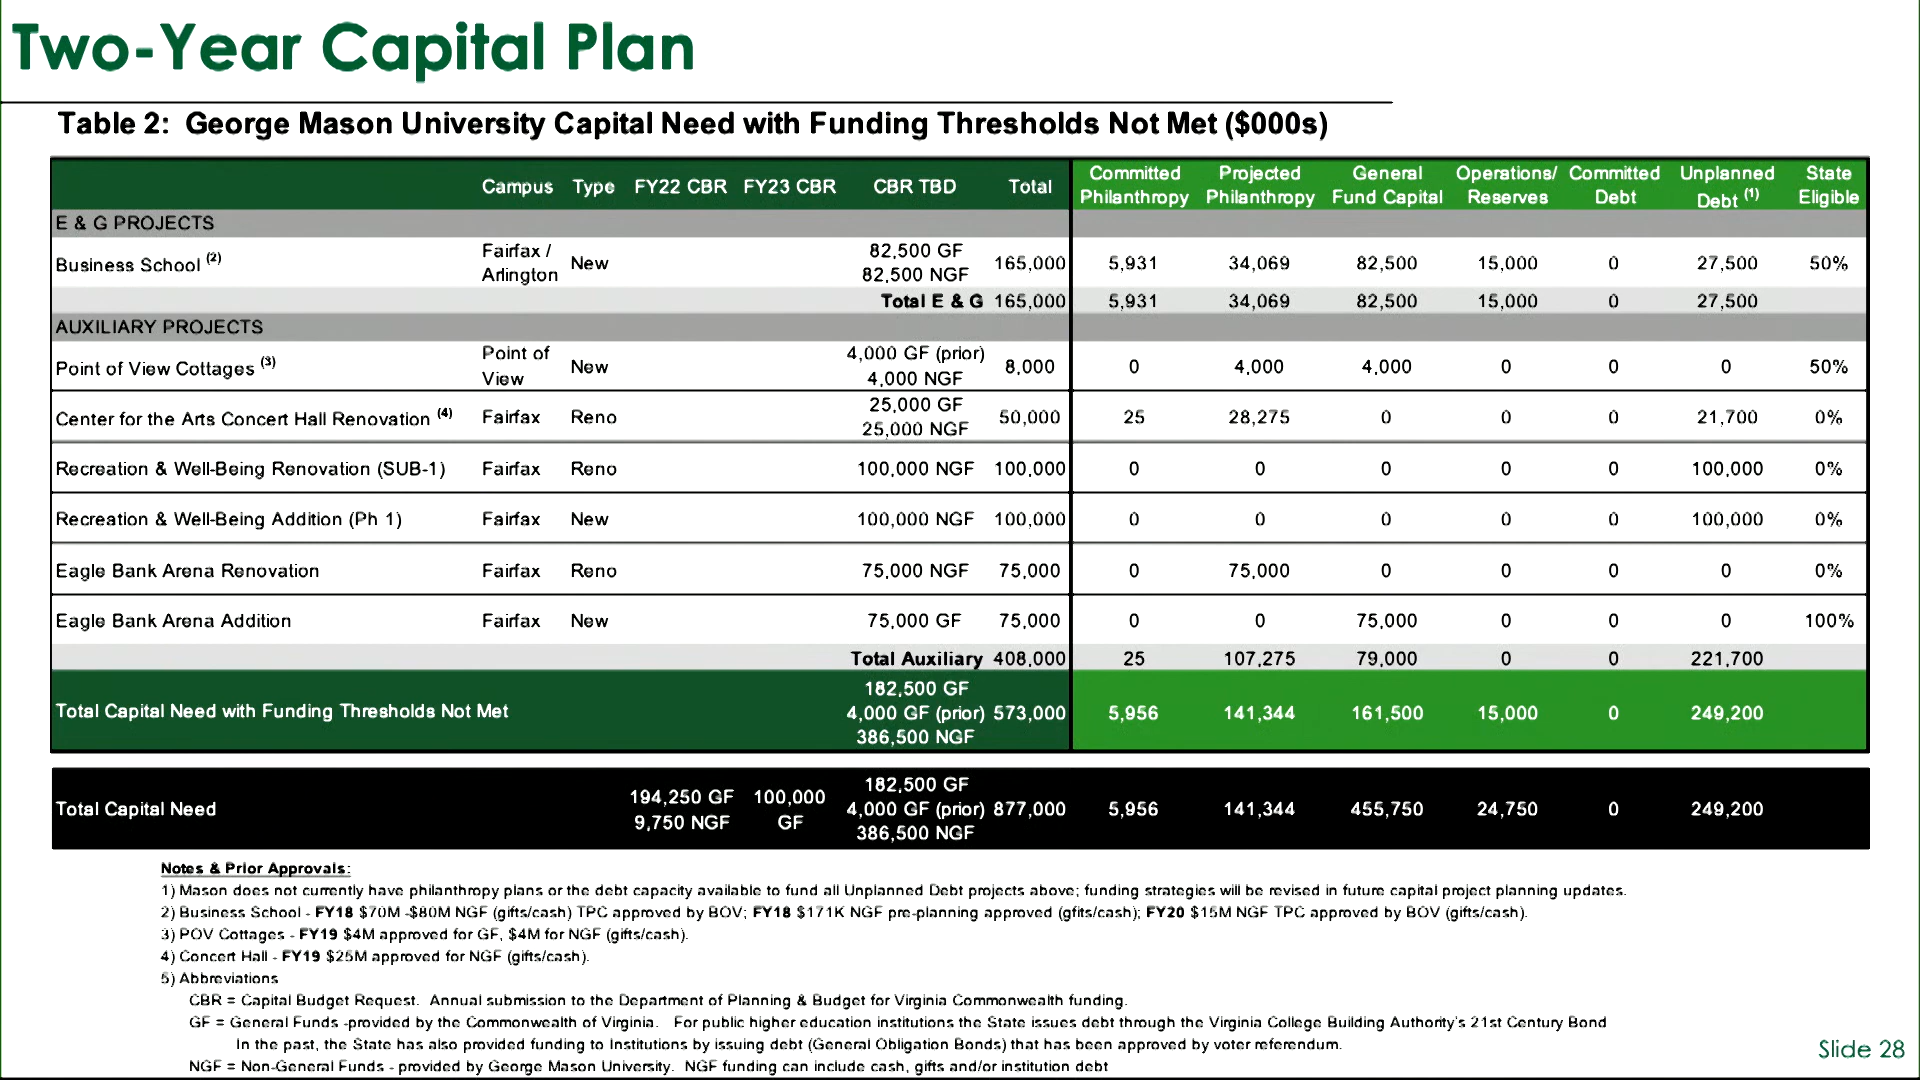 Two-Year Capital Plan
Table 2:  George Mason University Capital Need with Funding Thresholds Not Met ($000s)
Campus Type FY22 CBR FY23 CBR CBR TBD Total Committed Philanthropy Projected Philanthropy General Fund Capital Operations/ Reserves Committed Debt Unplanned Debt (1) State Eligible
E & G PROJECTS
Business School (2) Fairfax / Arlington New 82,500 GF 82,500 NGF 165,000 5,931 34,069 82,500 15,000 0 27,500 50%
Total E & G 165,000 5,931 34,069 82,500 15,000 0 27,500
AUXILIARY PROJECTS
Point of View Cottages (3) Point of View New 4,000 GF (prior) 4,000 NGF 8,000 0 4,000 4,000 0 0 0 50%
Center for the Arts Concert Hall Renovation (4) Fairfax Reno 25,000 GF 25,000 NGF 50,000 25 28,275 0 0 0 21,700 0%
Recreation & Well-Being Renovation (SUB-1) Fairfax Reno 100,000 NGF 100,000 0 0 0 0 0 100,000 0%
Recreation & Well-Being Addition (Ph 1) Fairfax New 100,000 NGF 100,000 0 0 0 0 0 100,000 0%
Eagle Bank Arena Renovation Fairfax Reno 75,000 NGF 75,000 0 75,000 0 0 0 0 0%
Eagle Bank Arena Addition Fairfax New 75,000 GF 75,000 0 0 75,000 0 0 0 100%
Total Auxiliary 408,000 25 107,275 79,000 0 0 221,700
Total Capital Need with Funding Thresholds Not Met 182,500 GF 4,000 GF (prior) 386,500 NGF 573,000 5,956 141,344 161,500 15,000 0 249,200
Total Capital Need 194,250 GF 9,750 NGF 100,000 GF 182,500 GF 4,000 GF (prior) 386,500 NGF 877,000 5,956 141,344 455,750 24,750 0 249,200
Notes & Prior Approvals:
1) Mason does not currently have philanthropy plans or the debt capacity available to fund all Unplanned Debt projects above; funding strategies will be revised in future capital project planning updates.
2) Business School - FY18 $70M -$80M NGF (gifts/cash) TPC approved by BOV; FY18 $171K NGF pre-planning approved (gfits/cash); FY20 $15M NGF TPC approved by BOV (gifts/cash).
3) POV Cottages - FY19 $4M approved for GF, $4M for NGF (gifts/cash).
4) Concert Hall - FY19 $25M approved for NGF (gifts/cash).
5) Abbreviations
CBR = Capital Budget Request.  Annual submission to the Department of Planning & Budget for Virginia Commonwealth funding.
GF = General Funds -provided by the Commonwealth of Virginia.   For public higher education institutions the State issues debt through the Virginia College Building Authority's 21st Century Bond
In the past, the State has also provided funding to Institutions by issuing debt (General Obligation Bonds) that has been approved by voter referendum.
NGF = Non-General Funds - provided by George Mason University.  NGF funding can include cash, gifts and/or institution debt
Slide 28